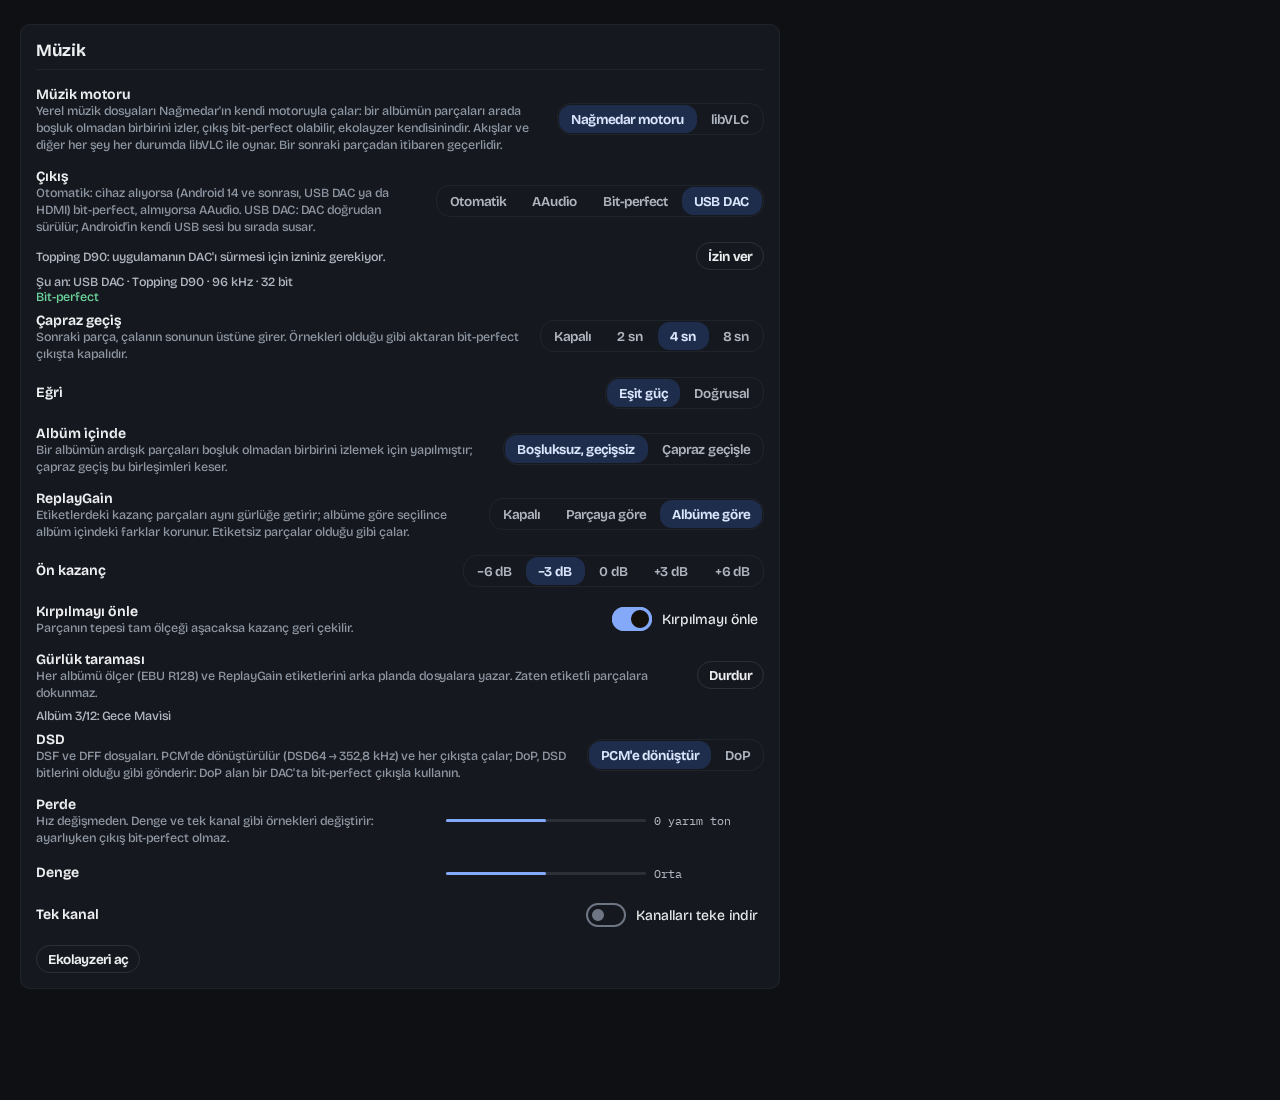 Müzik
Müzik motoru
Yerel müzik dosyaları Nağmedar'ın kendi motoruyla çalar: bir albümün parçaları arada
boşluk olmadan birbirini izler, çıkış bit-perfect olabilir, ekolayzer kendisinindir. Akışlar ve
diğer her şey her durumda libVLC ile oynar. Bir sonraki parçadan itibaren geçerlidir.
Nağmedar motoru libVLC
Çıkış
Otomatik: cihaz alıyorsa (Android 14 ve sonrası, USB DAC ya da
HDMI) bit-perfect, almıyorsa AAudio. USB DAC: DAC doğrudan
sürülür; Android'in kendi USB sesi bu sırada susar.
Otomatik AAudio Bit-perfect USB DAC
Topping D90: uygulamanın DAC'ı sürmesi için izniniz gerekiyor.
İzin ver
Şu an: USB DAC · Topping D90 · 96 kHz · 32 bit
Bit-perfect
Çapraz geçiş
Sonraki parça, çalanın sonunun üstüne girer. Örnekleri olduğu gibi aktaran bit-perfect
çıkışta kapalıdır.
Kapalı 2 sn 4 sn 8 sn
Eğri
Eşit güç Doğrusal
Albüm içinde
Bir albümün ardışık parçaları boşluk olmadan birbirini izlemek için yapılmıştır;
çapraz geçiş bu birleşimleri keser.
Boşluksuz, geçişsiz Çapraz geçişle
ReplayGain
Etiketlerdeki kazanç parçaları aynı gürlüğe getirir; albüme göre seçilince
albüm içindeki farklar korunur. Etiketsiz parçalar olduğu gibi çalar.
Kapalı Parçaya göre Albüme göre
Ön kazanç
−6 dB −3 dB 0 dB +3 dB +6 dB
Kırpılmayı önle
Parçanın tepesi tam ölçeği aşacaksa kazanç geri çekilir.
Kırpılmayı önle
Gürlük taraması
Her albümü ölçer (EBU R128) ve ReplayGain etiketlerini arka planda dosyalara yazar. Zaten etiketli parçalara
dokunmaz.
Durdur
Albüm 3/12: Gece Mavisi
DSD
DSF ve DFF dosyaları. PCM'de dönüştürülür (DSD64 → 352,8 kHz) ve her çıkışta çalar; DoP, DSD
bitlerini olduğu gibi gönderir: DoP alan bir DAC'ta bit-perfect çıkışla kullanın.
PCM'e dönüştür DoP
Perde
Hız değişmeden. Denge ve tek kanal gibi örnekleri değiştirir:
ayarlıyken çıkış bit-perfect olmaz.
0 yarım ton
Denge
Orta
Tek kanal
Kanalları teke indir
Ekolayzeri aç